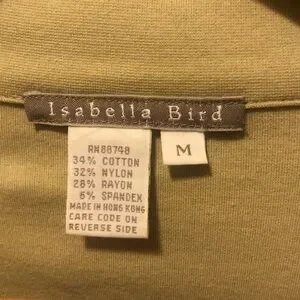 Isabella Bird
M
RN88748
34% COTTON
32% NYLON
28% RAYON
6% SPANDEX
MADE IN HONG KONG
CARE CODE ON
REVERSE SIDE